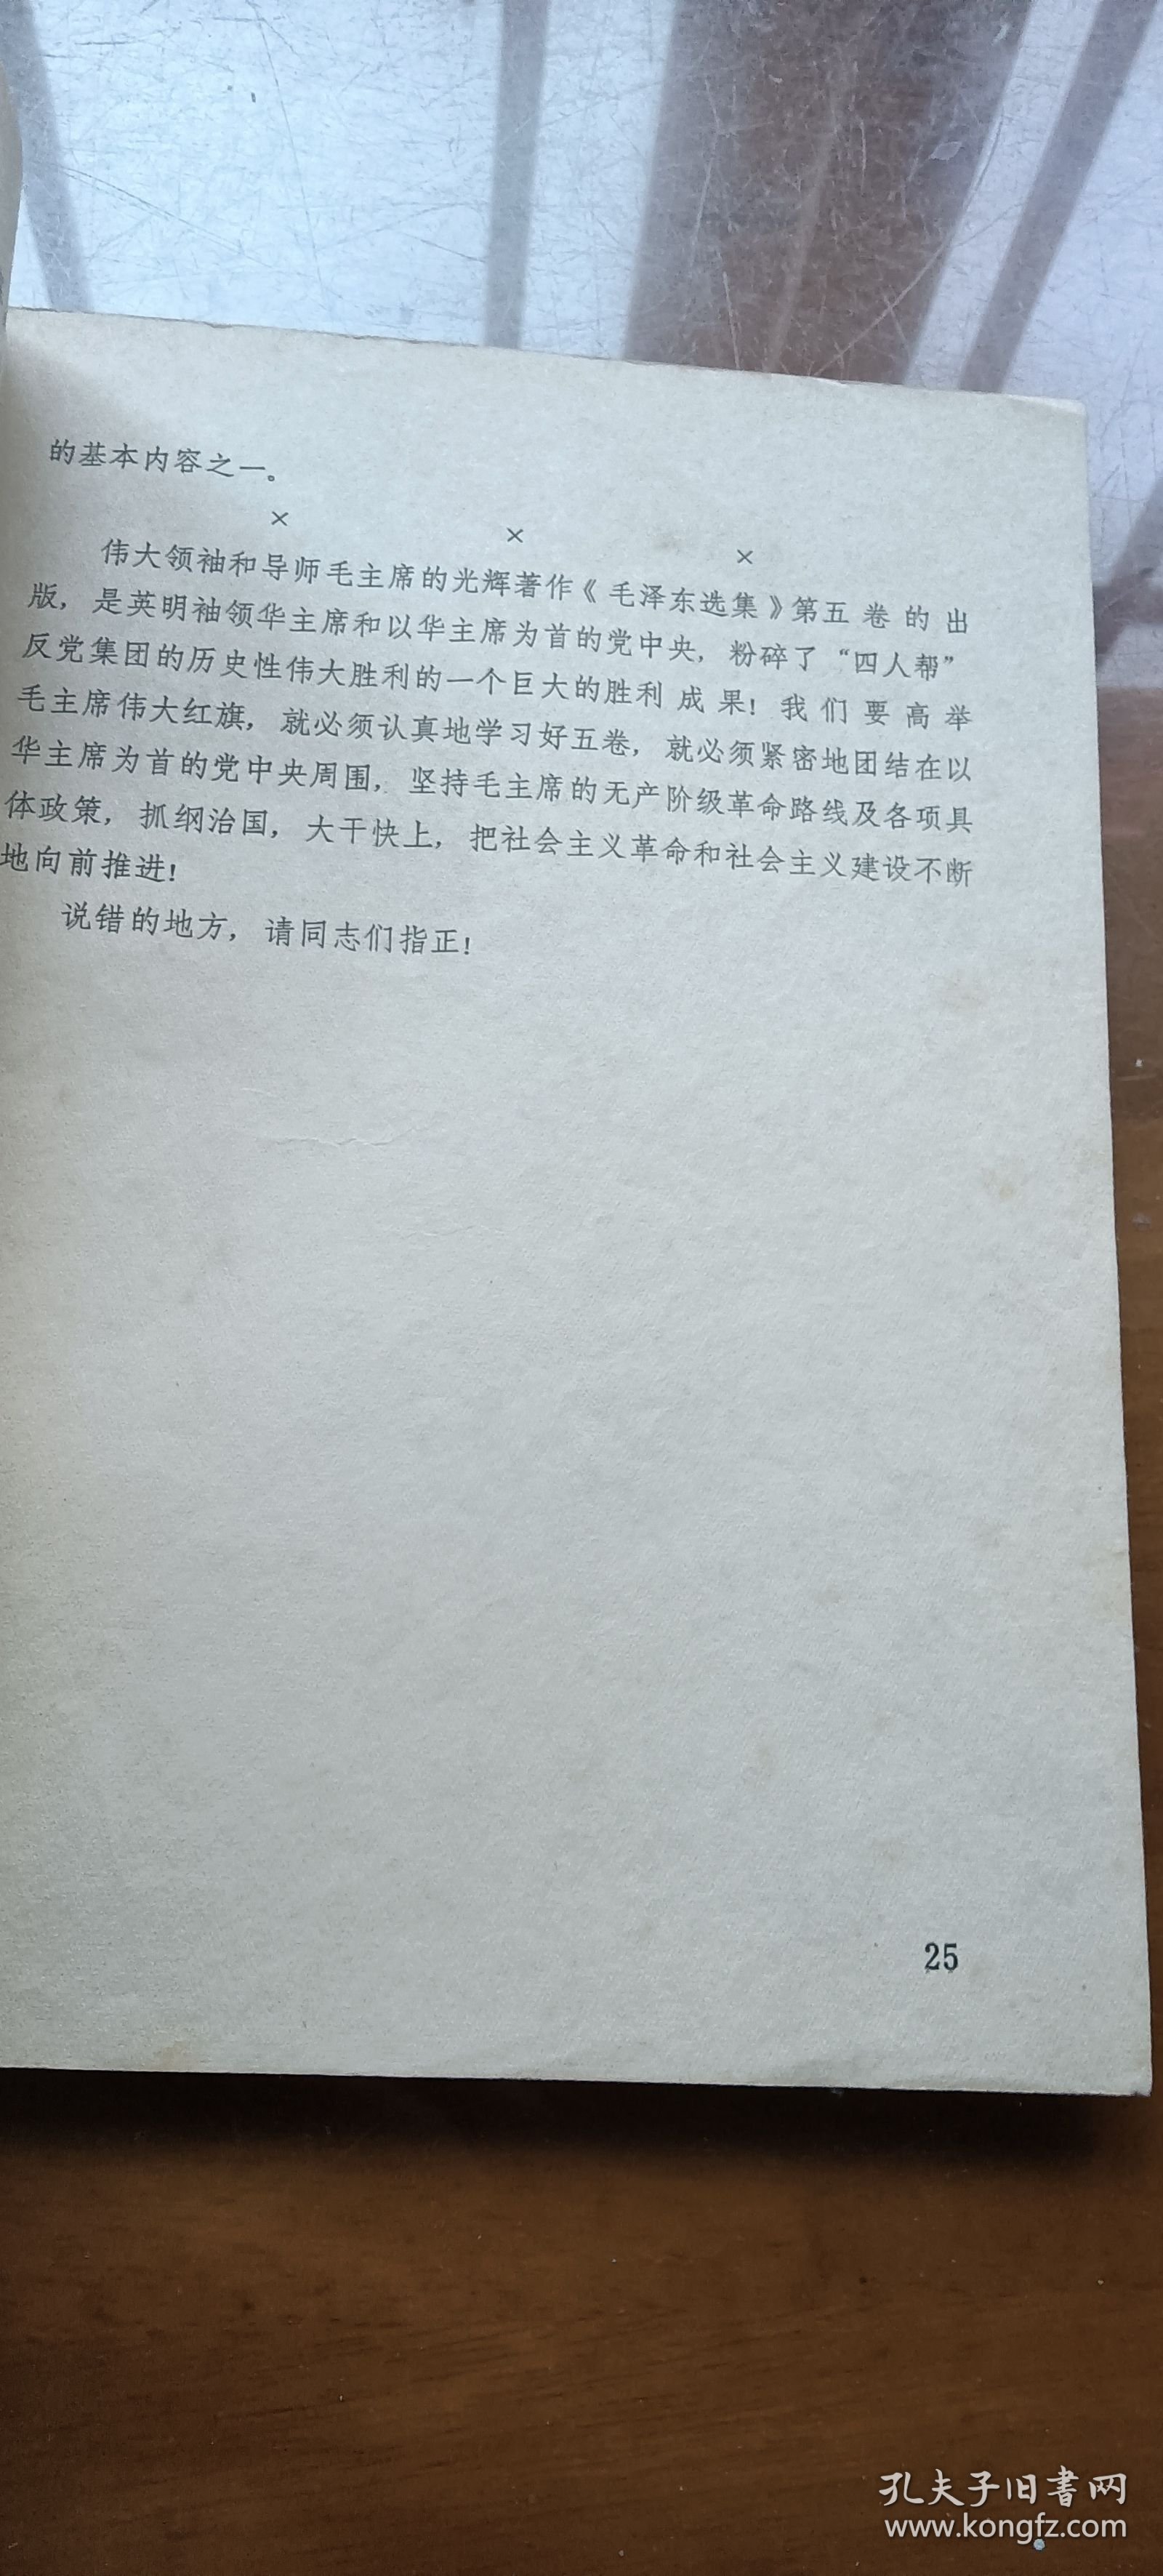 的基本内容之一。
× × ×
伟大领袖和导师毛主席的光辉著作《毛泽东选集》第五卷的出
版，是英明袖领华主席和以华主席为首的党中央，粉碎了“四人帮”
反党集团的历史性伟大胜利的一个巨大的胜利成果！我们要高举
毛主席伟大红旗，就必须认真地学习好五卷，就必须紧密地团结在以
华主席为首的党中央周围，坚持毛主席的无产阶级革命路线及各项具
体政策，抓纲治国，大干快上，把社会主义革命和社会主义建设不断
地向前推进！
说错的地方，请同志们指正！
25
孔夫子旧書网
www.kongfz.com